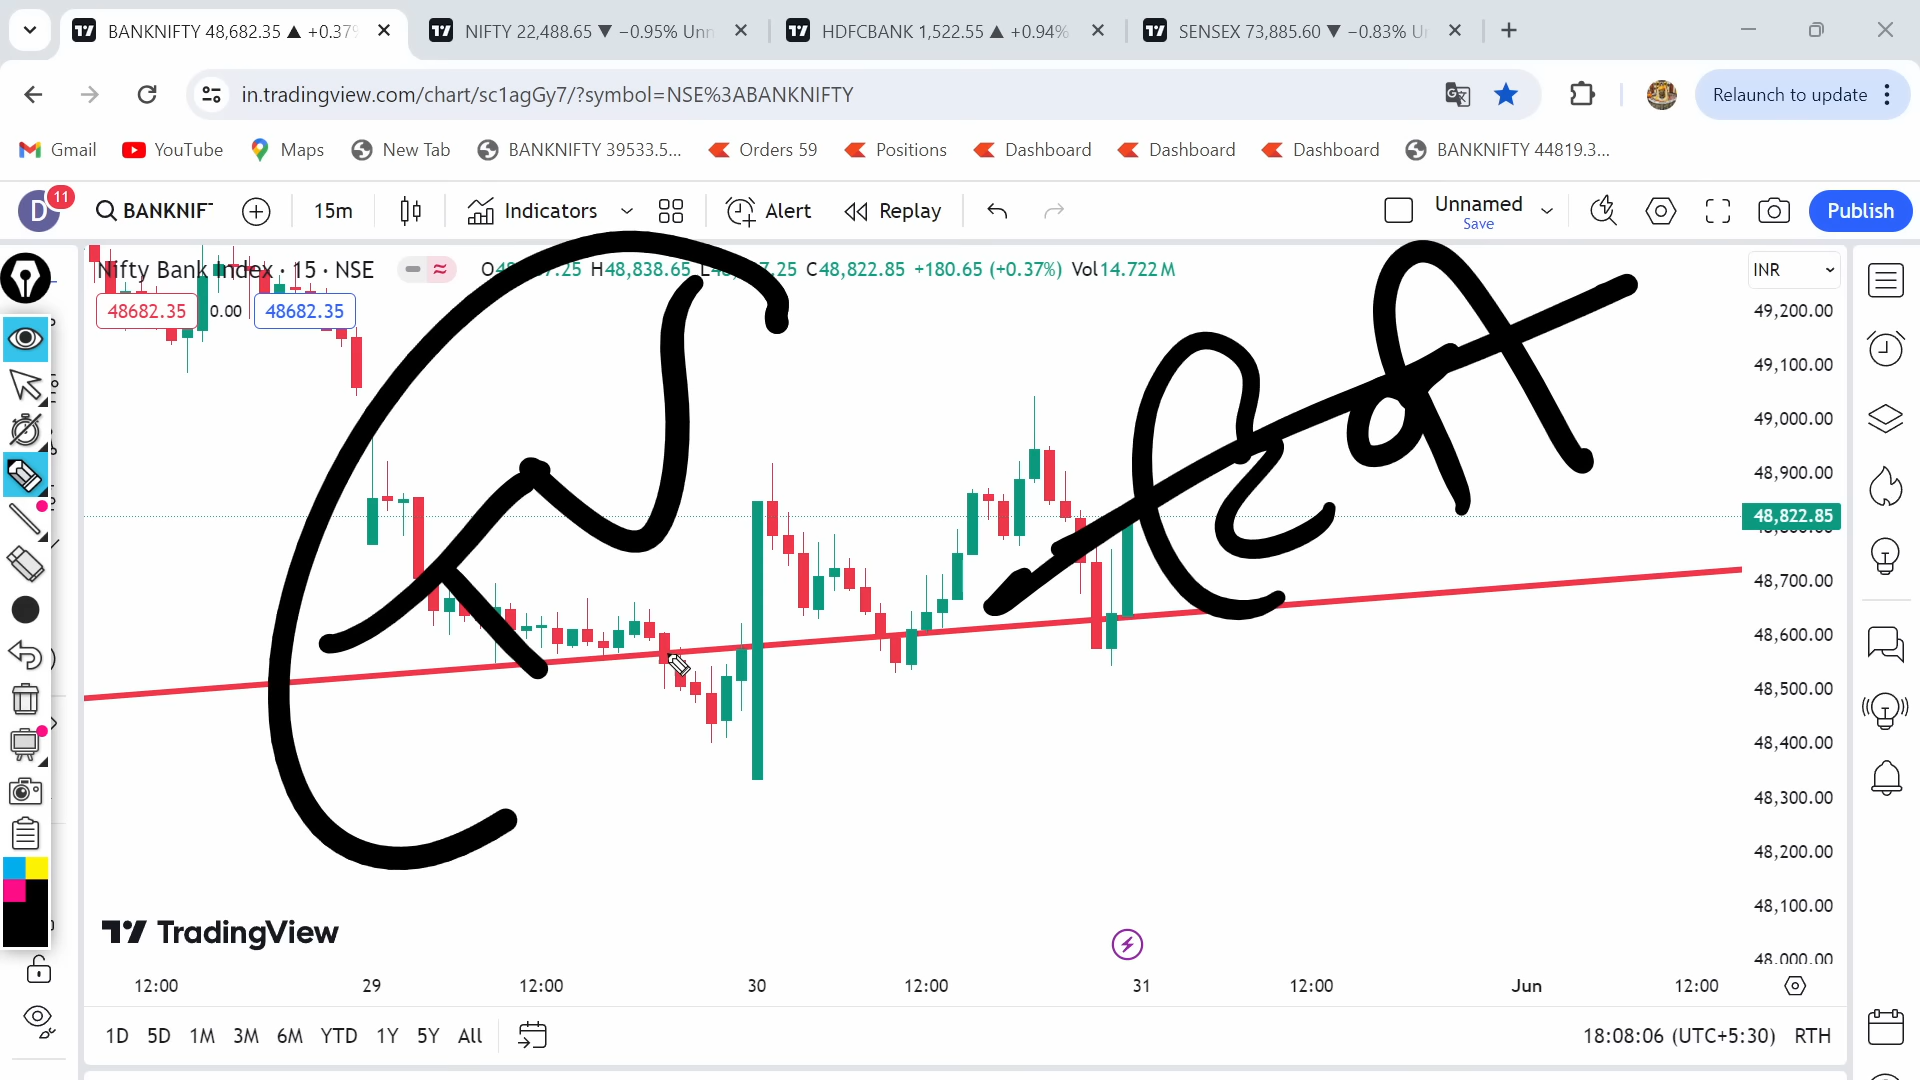 BANKNIFTY 48,682.35 ▲ +0.37%
NIFTY 22,488.65 ▼ −0.95% Unn
HDFCBANK 1,522.55 ▲ +0.94%
SENSEX 73,885.60 ▼ −0.83% U
in.tradingview.com/chart/sc1agGy7/?symbol=NSE%3ABANKNIFTY
Relaunch to update
Gmail
YouTube
Maps
New Tab
BANKNIFTY 39533.5...
Orders 59
Positions
Dashboard
Dashboard
Dashboard
BANKNIFTY 44819.3...
D
11
BANKNIF
15m
Indicators
Alert
Replay
Unnamed
Save
Publish
Nifty Bank Index · 15 · NSE
H48,838.65
C48,822.85 +180.65 (+0.37%) Vol14.722 M
INR
48682.35
0.00
48682.35
49,200.00
49,100.00
49,000.00
48,900.00
48,822.85
48,700.00
48,600.00
48,500.00
48,400.00
48,300.00
48,200.00
48,100.00
48,000.00
TradingView
12:00
29
12:00
30
12:00
31
12:00
Jun
12:00
1D 5D 1M 3M 6M YTD 1Y 5Y All
18:08:06 (UTC+5:30) RTH